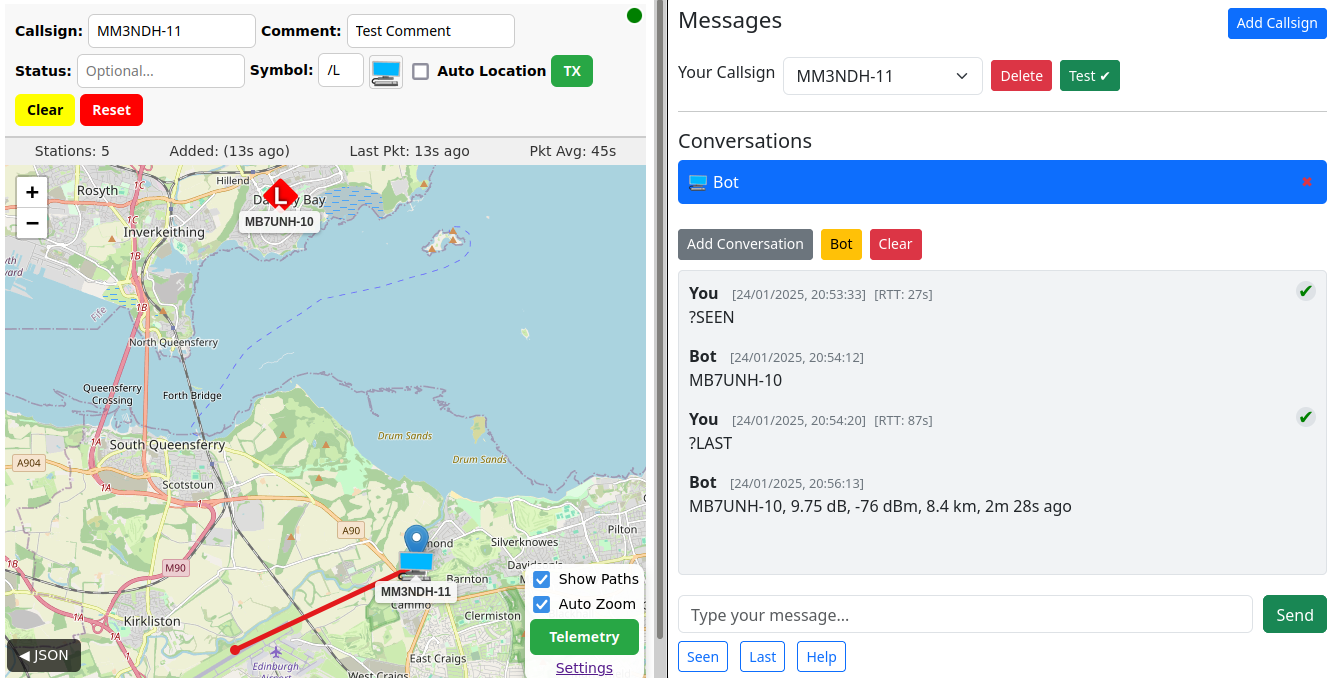 Callsign: MM3NDH-11 Comment: Test Comment
Status: Optional... Symbol: /L Auto Location TX
Clear Reset
Stations: 5 Added: (13s ago) Last Pkt: 13s ago Pkt Avg: 45s
+
−
Rosyth
Hillend
1C
L
MB7UNH-10
Inverkeithing
1B
1C
1B
Fife
North Queensferry
Queensferry
Crossing
Forth Bridge
1A
South Queensferry
Drum Sands
Drum Sands
A904
1A
Scotstoun
A90
Pilton
Silverknowes
M90
Barnton
MM3NDH-11
Cammo
Clermiston
Kirkliston
East Craigs
Edinburgh
Airport
West Craigs
Show Paths
Auto Zoom
Telemetry
Settings
◀ JSON
Messages
Add Callsign
Your Callsign MM3NDH-11 Delete Test ✔
Conversations
Bot ✖
Add Conversation Bot Clear
You [24/01/2025, 20:53:33] [RTT: 27s] ✔
?SEEN
Bot [24/01/2025, 20:54:12]
MB7UNH-10
You [24/01/2025, 20:54:20] [RTT: 87s] ✔
?LAST
Bot [24/01/2025, 20:56:13]
MB7UNH-10, 9.75 dB, -76 dBm, 8.4 km, 2m 28s ago
Type your message... Send
Seen Last Help